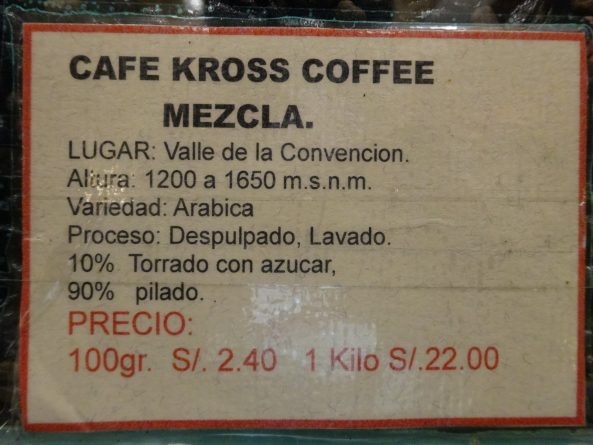 CAFE KROSS COFFEE
MEZCLA.
LUGAR: Valle de la Convencion.
Altura: 1200 a 1650 m.s.n.m.
Variedad: Arabica
Proceso: Despulpado, Lavado.
10% Torrado con azucar,
90% pilado.
PRECIO:
100gr. S/. 2.40 1 Kilo S/.22.00